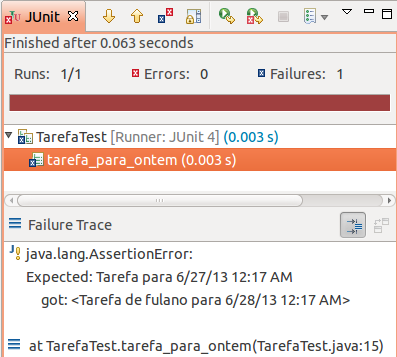 JUnit
Finished after 0.063 seconds
Runs: 1/1 Errors: 0 Failures: 1
TarefaTest [Runner: JUnit 4] (0.003 s)
tarefa_para_ontem (0.003 s)
Failure Trace
java.lang.AssertionError:
Expected: Tarefa para 6/27/13 12:17 AM
got: <Tarefa de fulano para 6/28/13 12:17 AM>
at TarefaTest.tarefa_para_ontem(TarefaTest.java:15)